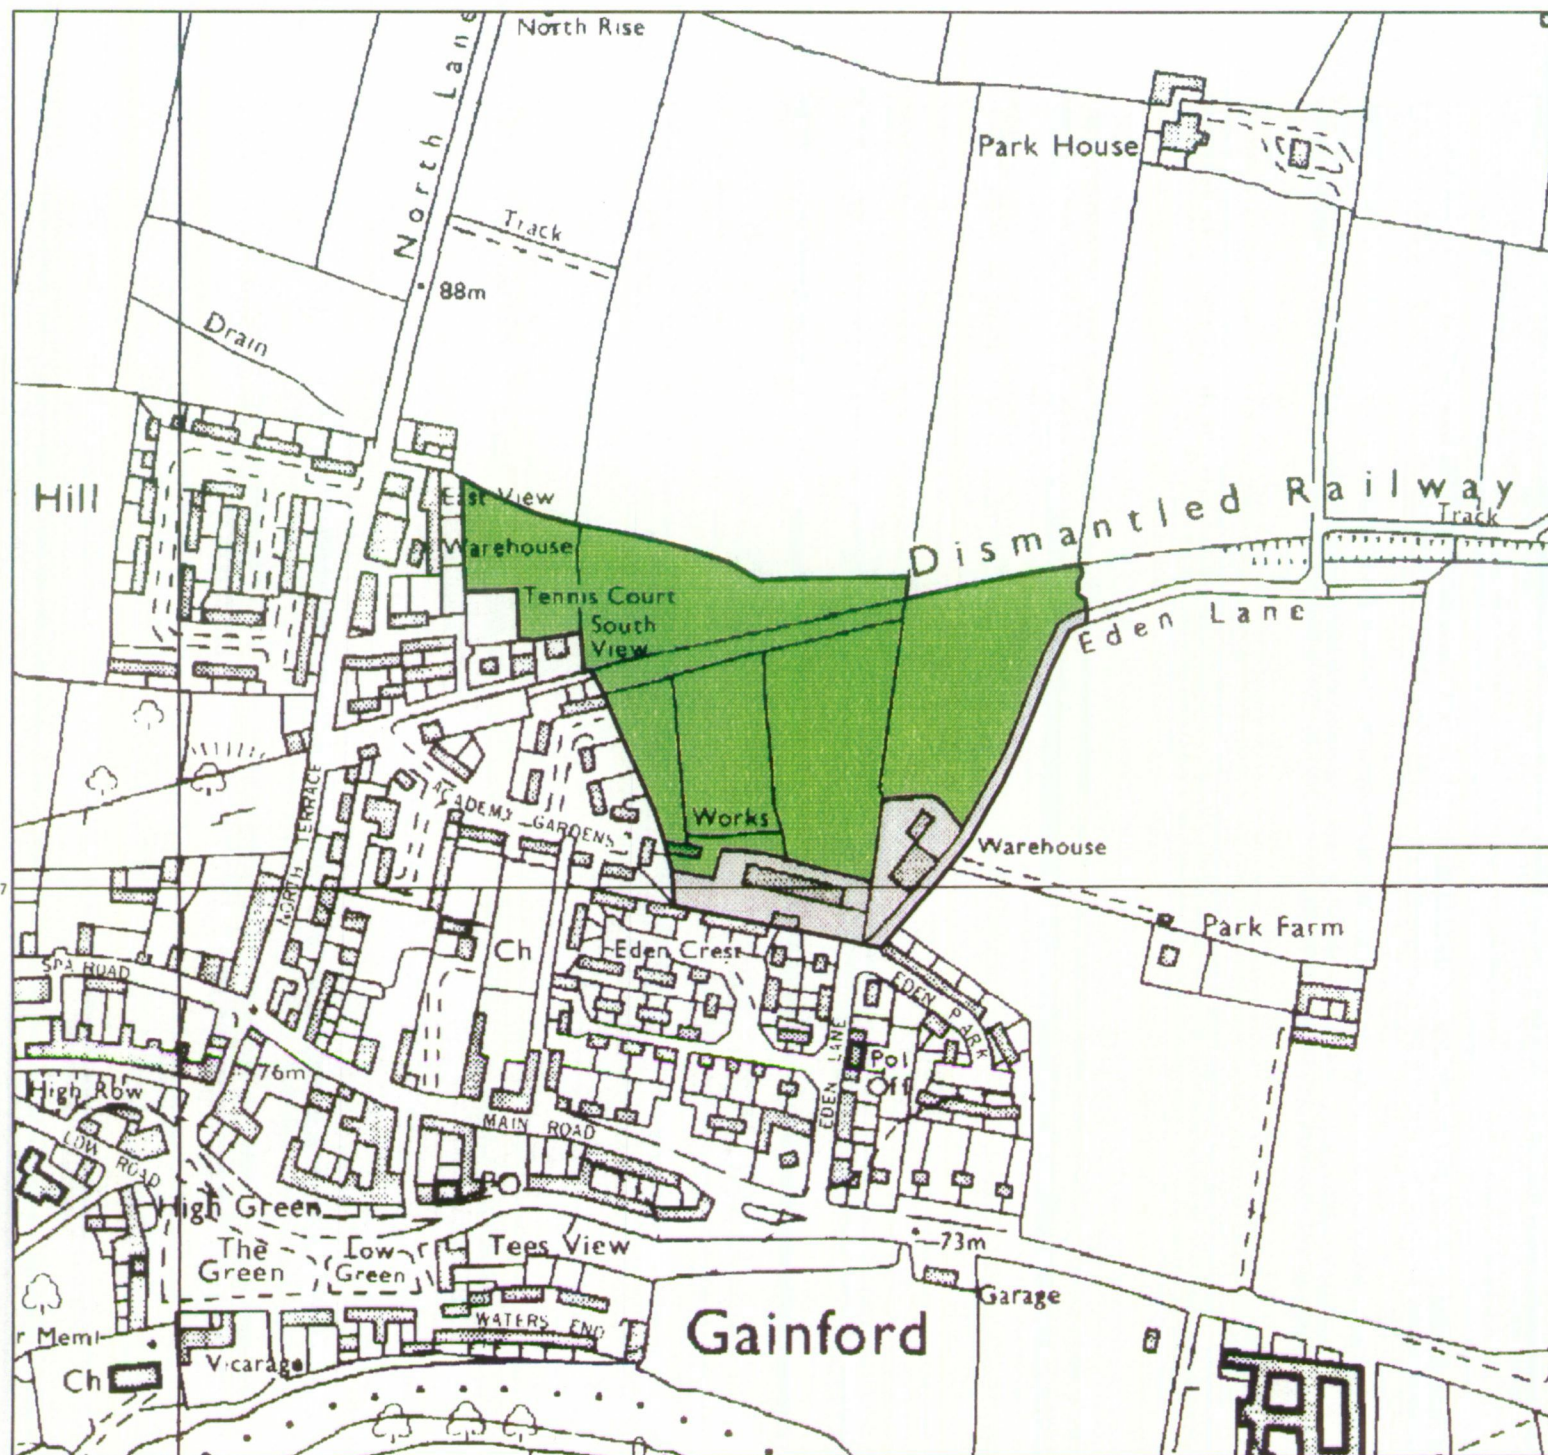 North Rise
North Lane
Park House
Track
88m
Drain
Hill
East View
Dismantled Railway
Track
Warehouse
Tennis Court
South
View
Eden Lane
NORTH TERRACE
ACADEMY GARDENS
Works
Warehouse
7
Park Farm
Ch
Eden Crest
SPA ROAD
EDEN PARK
EDEN LANE
Pol
Off
76m
High Row
MAIN ROAD
LOW ROAD
PO
High Green
The
Green
Low
Green
Tees View
73m
Garage
WATERS END
Gainford
r Meml
Vicarage
Ch